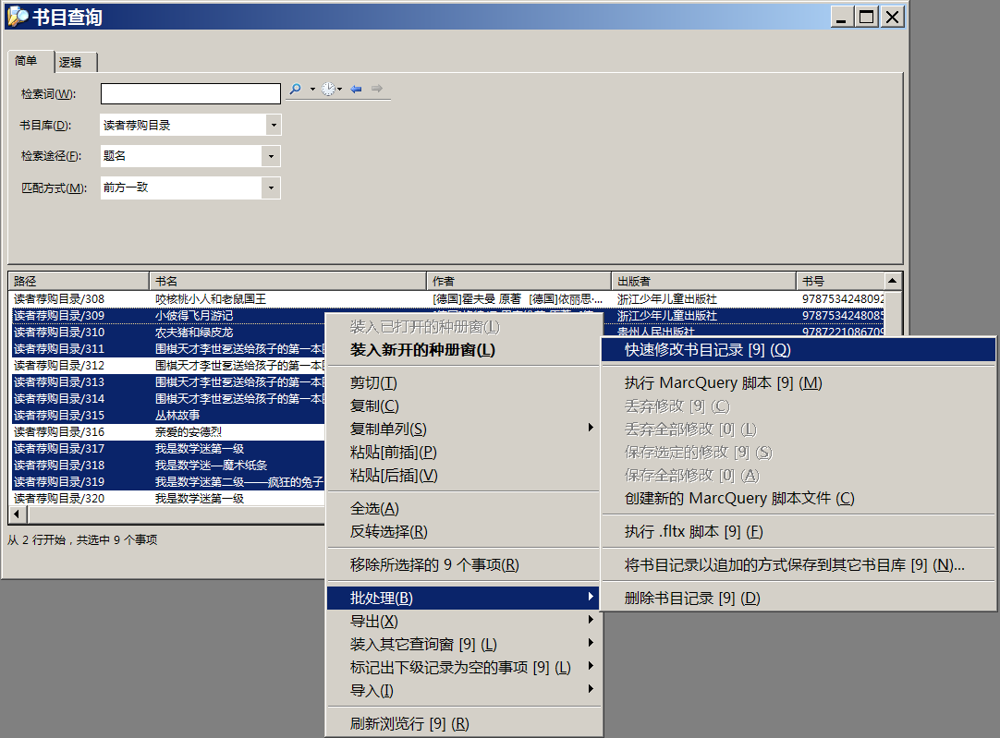 书目查询
简单 逻辑
检索词(W):
书目库(D): 读者荐购目录
检索途径(F): 题名
匹配方式(M): 前方一致
路径 书名 作者 出版者 书号
读者荐购目录/308 咬核桃小人和老鼠国王 [德国]霍夫曼 原著 [德国]依丽思·... 浙江少年儿童出版社 9787534248092
读者荐购目录/309 小彼得飞月游记 浙江少年儿童出版社 9787534248085
读者荐购目录/310 农夫猪和绿皮龙 贵州人民出版社 9787221086709
读者荐购目录/311 围棋天才李世乭送给孩子的第一本
读者荐购目录/312 围棋天才李世乭送给孩子的第一本
读者荐购目录/313 围棋天才李世乭送给孩子的第一本
读者荐购目录/314 围棋天才李世乭送给孩子的第一本
读者荐购目录/315 丛林故事
读者荐购目录/316 亲爱的安德烈
读者荐购目录/317 我是数学迷第一级
读者荐购目录/318 我是数学迷—魔术纸条
读者荐购目录/319 我是数学迷第二级——疯狂的兔子
读者荐购目录/320 我是数学迷第一级
从 2 行开始，共选中 9 个事项
装入已打开的种册窗(L)
装入新开的种册窗(L)
剪切(T)
复制(C)
复制单列(S)
粘贴[前插](P)
粘贴[后插](V)
全选(A)
反转选择(R)
移除所选择的 9 个事项(R)
批处理(B)
导出(X)
装入其它查询窗 [9] (L)
标记出下级记录为空的事项 [9] (L)
导入(I)
刷新浏览行 [9] (R)
快速修改书目记录 [9] (Q)
执行 MarcQuery 脚本 [9] (M)
丢弃修改 [9] (C)
丢弃全部修改 [0] (L)
保存选定的修改 [9] (S)
保存全部修改 [0] (A)
创建新的 MarcQuery 脚本文件 (C)
执行 .fltx 脚本 [9] (F)
将书目记录以追加的方式保存到其它书目库 [9] (N)...
删除书目记录 [9] (D)